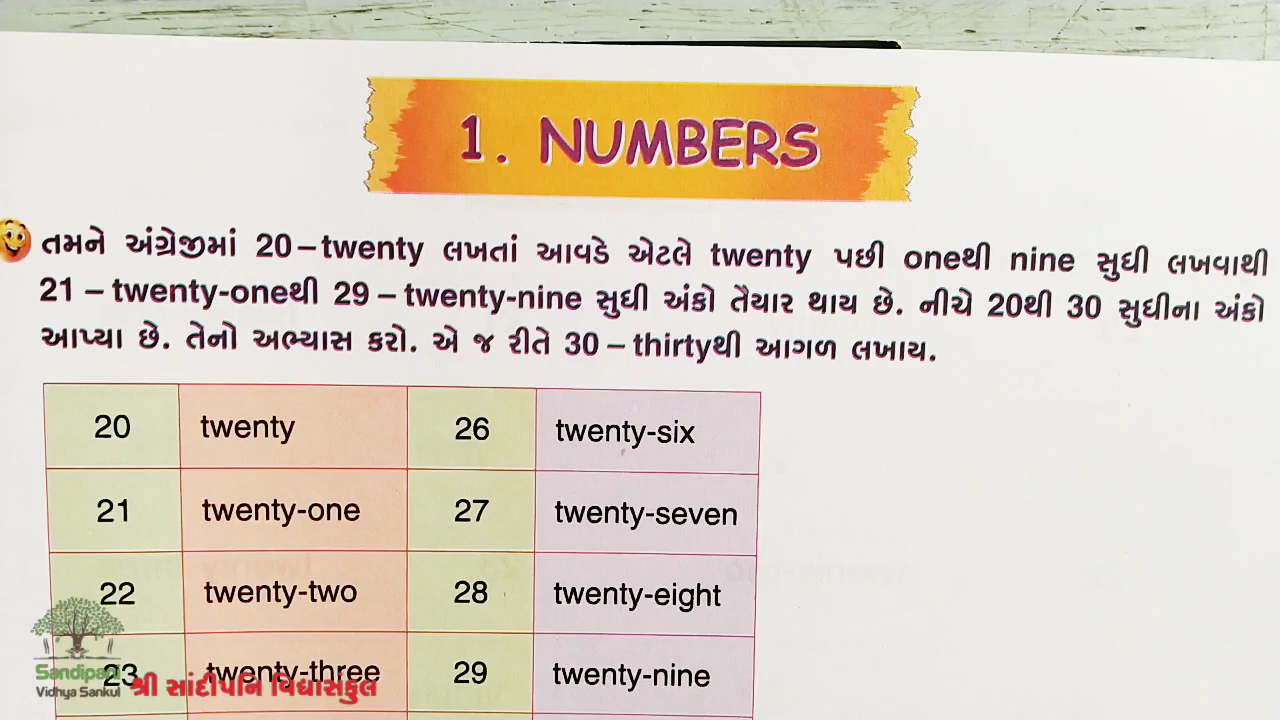 1. NUMBERS
તમને અંગ્રેજીમાં 20 – twenty લખતાં આવડે એટલે twenty પછી oneથી nine સુધી લખવાથી
21 – twenty-oneથી 29 – twenty-nine સુધી અંકો તૈયાર થાય છે. નીચે 20થી 30 સુધીના અંકો
આપ્યા છે. તેનો અભ્યાસ કરો. એ જ રીતે 30 – thirtyથી આગળ લખાય.
20 twenty 26 twenty-six
21 twenty-one 27 twenty-seven
22 twenty-two 28 twenty-eight
23 twenty-three 29 twenty-nine
Sandipani
Vidhya Sankul
શ્રી સાંદીપનિ વિદ્યાસંકુલ